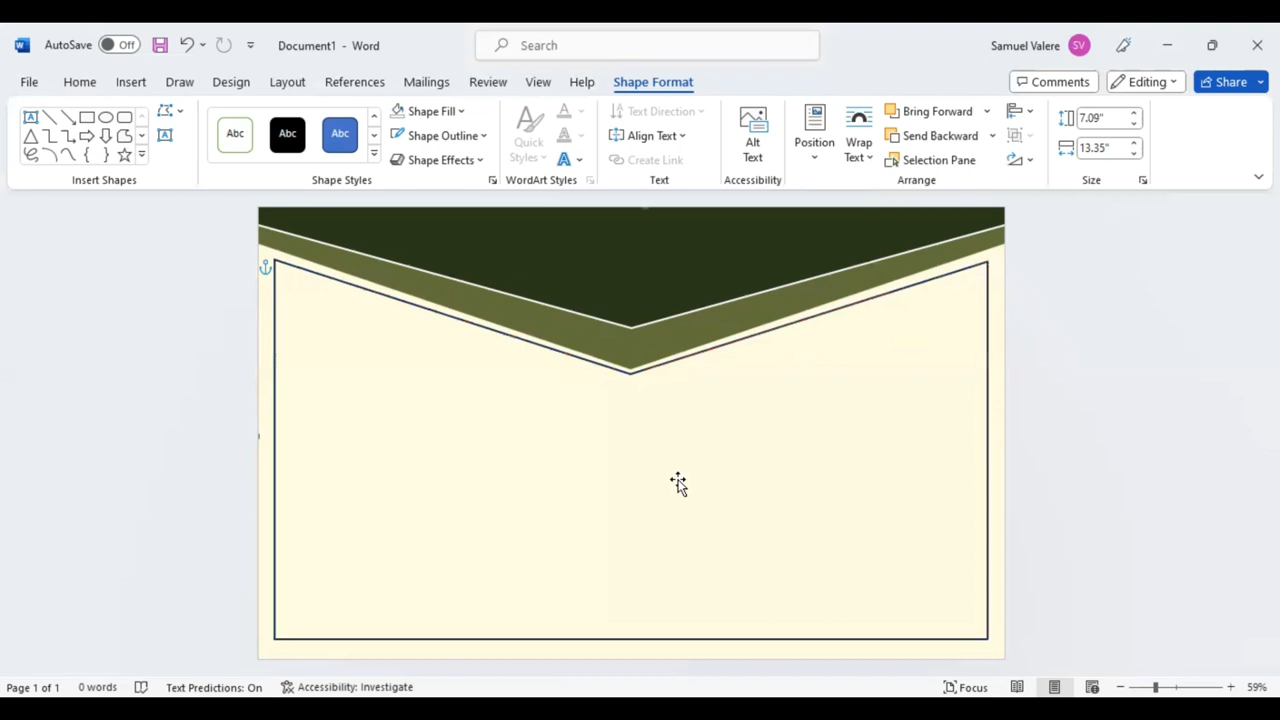 AutoSave Off Document1 - Word Search Samuel Valere SV
File Home Insert Draw Design Layout References Mailings Review View Help Shape Format Comments Editing Share
Abc Abc Abc
Shape Fill
Shape Outline
Shape Effects
Quick
Styles
Text Direction
Align Text
Create Link
Alt
Text
Position
Wrap
Text
Bring Forward
Send Backward
Selection Pane
7.09"
13.35"
Insert Shapes Shape Styles WordArt Styles Text Accessibility Arrange Size
Page 1 of 1 0 words Text Predictions: On Accessibility: Investigate Focus 59%